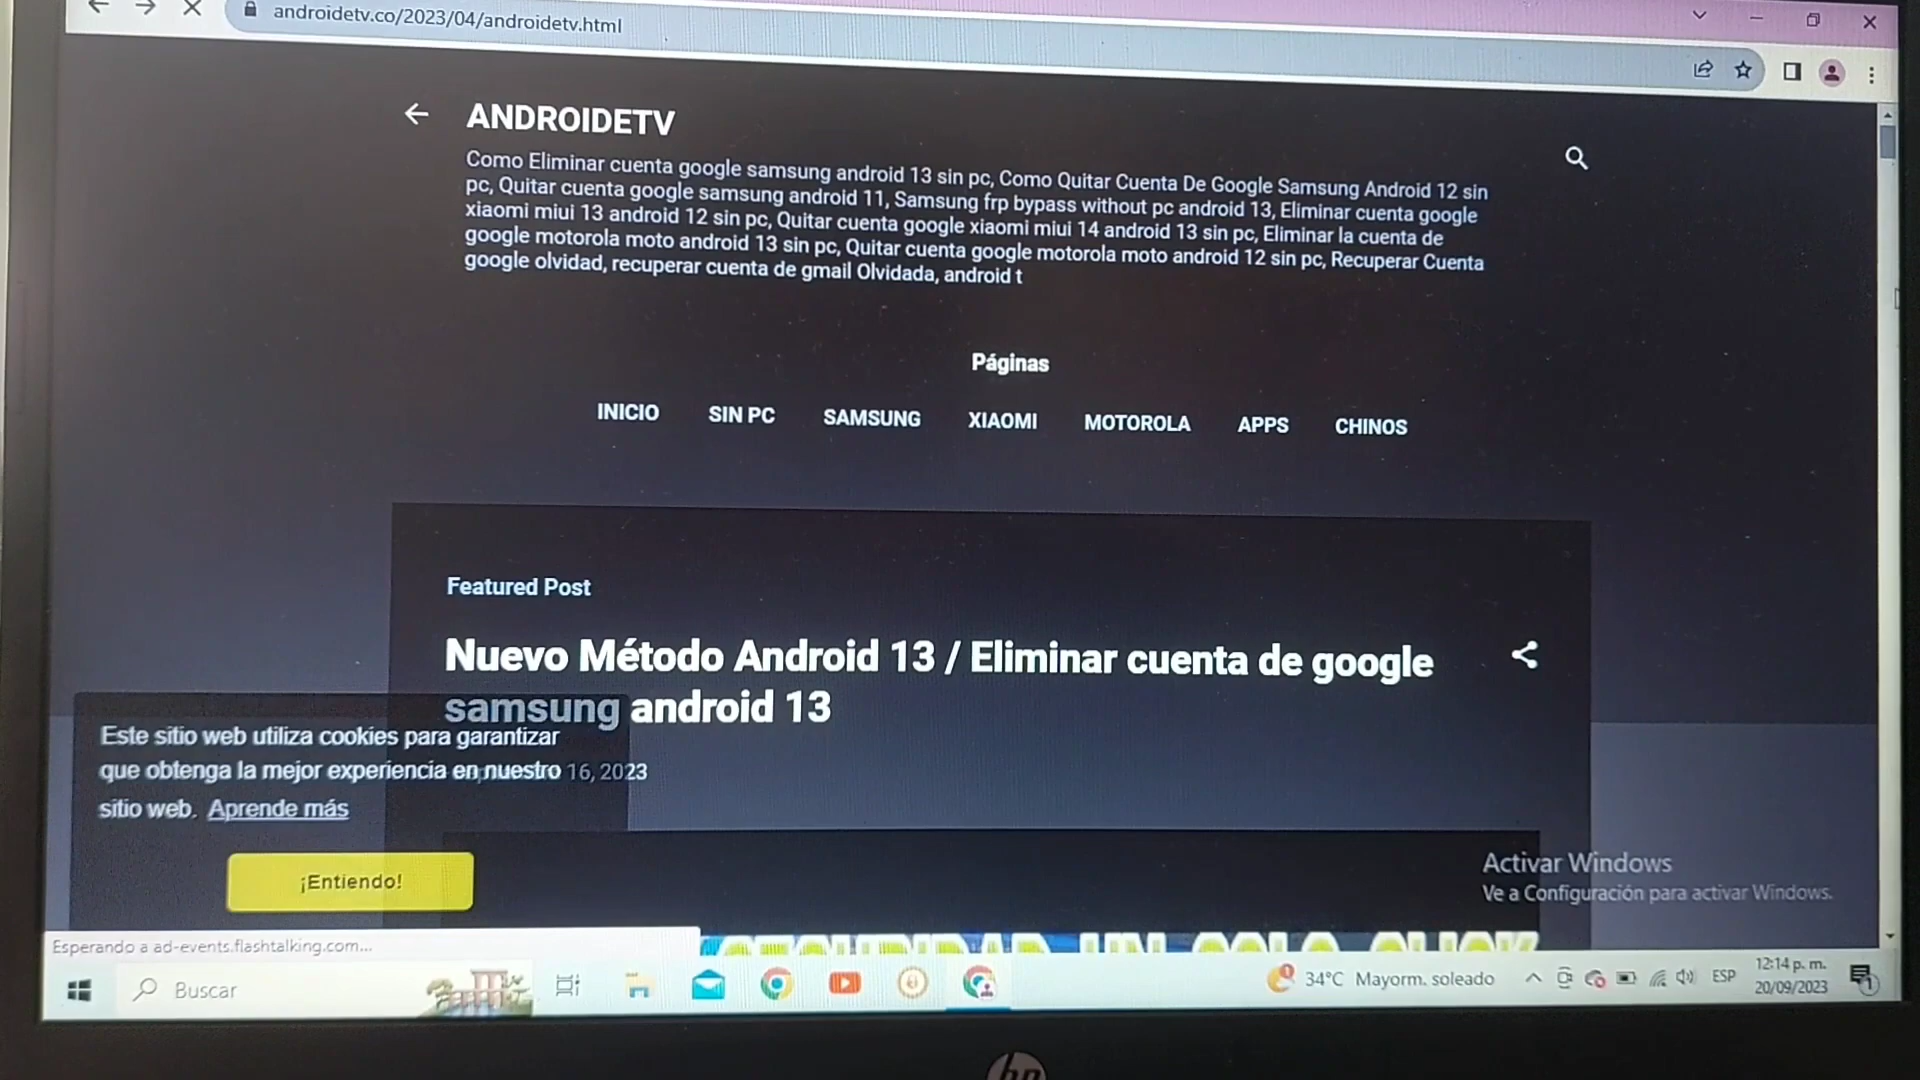 androidetv.co/2023/04/androidetv.html
ANDROIDETV
Como Eliminar cuenta google samsung android 13 sin pc, Como Quitar Cuenta De Google Samsung Android 12 sin
pc, Quitar cuenta google samsung android 11, Samsung frp bypass without pc android 13, Eliminar cuenta google
xiaomi miui 13 android 12 sin pc, Quitar cuenta google xiaomi miui 14 android 13 sin pc, Eliminar la cuenta de
google motorola moto android 13 sin pc, Quitar cuenta google motorola moto android 12 sin pc, Recuperar Cuenta
google olvidad, recuperar cuenta de gmail Olvidada, android t
Páginas
INICIO SIN PC SAMSUNG XIAOMI MOTOROLA APPS CHINOS
Featured Post
Nuevo Método Android 13 / Eliminar cuenta de google
samsung android 13
16, 2023
Este sitio web utiliza cookies para garantizar
que obtenga la mejor experiencia en nuestro
sitio web. Aprende más
¡Entiendo!
Activar Windows
Ve a Configuración para activar Windows.
Esperando a ad-events.flashtalking.com...
Buscar
34°C Mayorm. soleado
ESP
12:14 p. m.
20/09/2023
hp